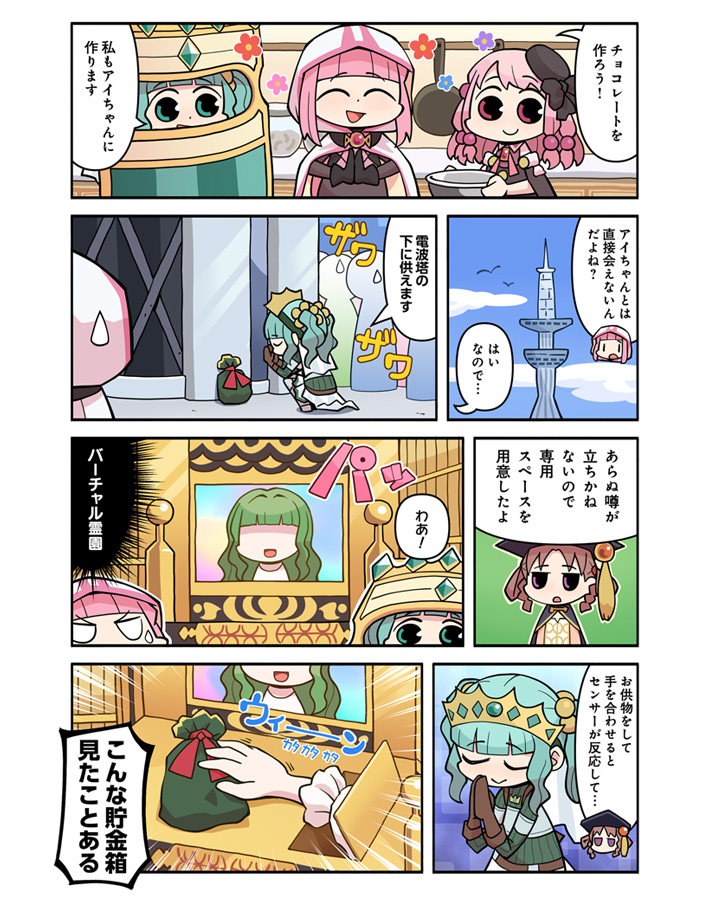 チョコレートを
作ろう！
私もアイちゃんに
作ります
アイちゃんとは
直接会えないん
だよね？
はい
なので…
電波塔の
下に供えます
ザワ
ザワ
あらぬ噂が
立ちかね
ないので
専用
スペースを
用意したよ
わあ！
パッ
バーチャル霊園
お供物をして
手を合わせると
センサーが反応して…
ウィーーン
カタカタカタ
こんな貯金箱
見たことある